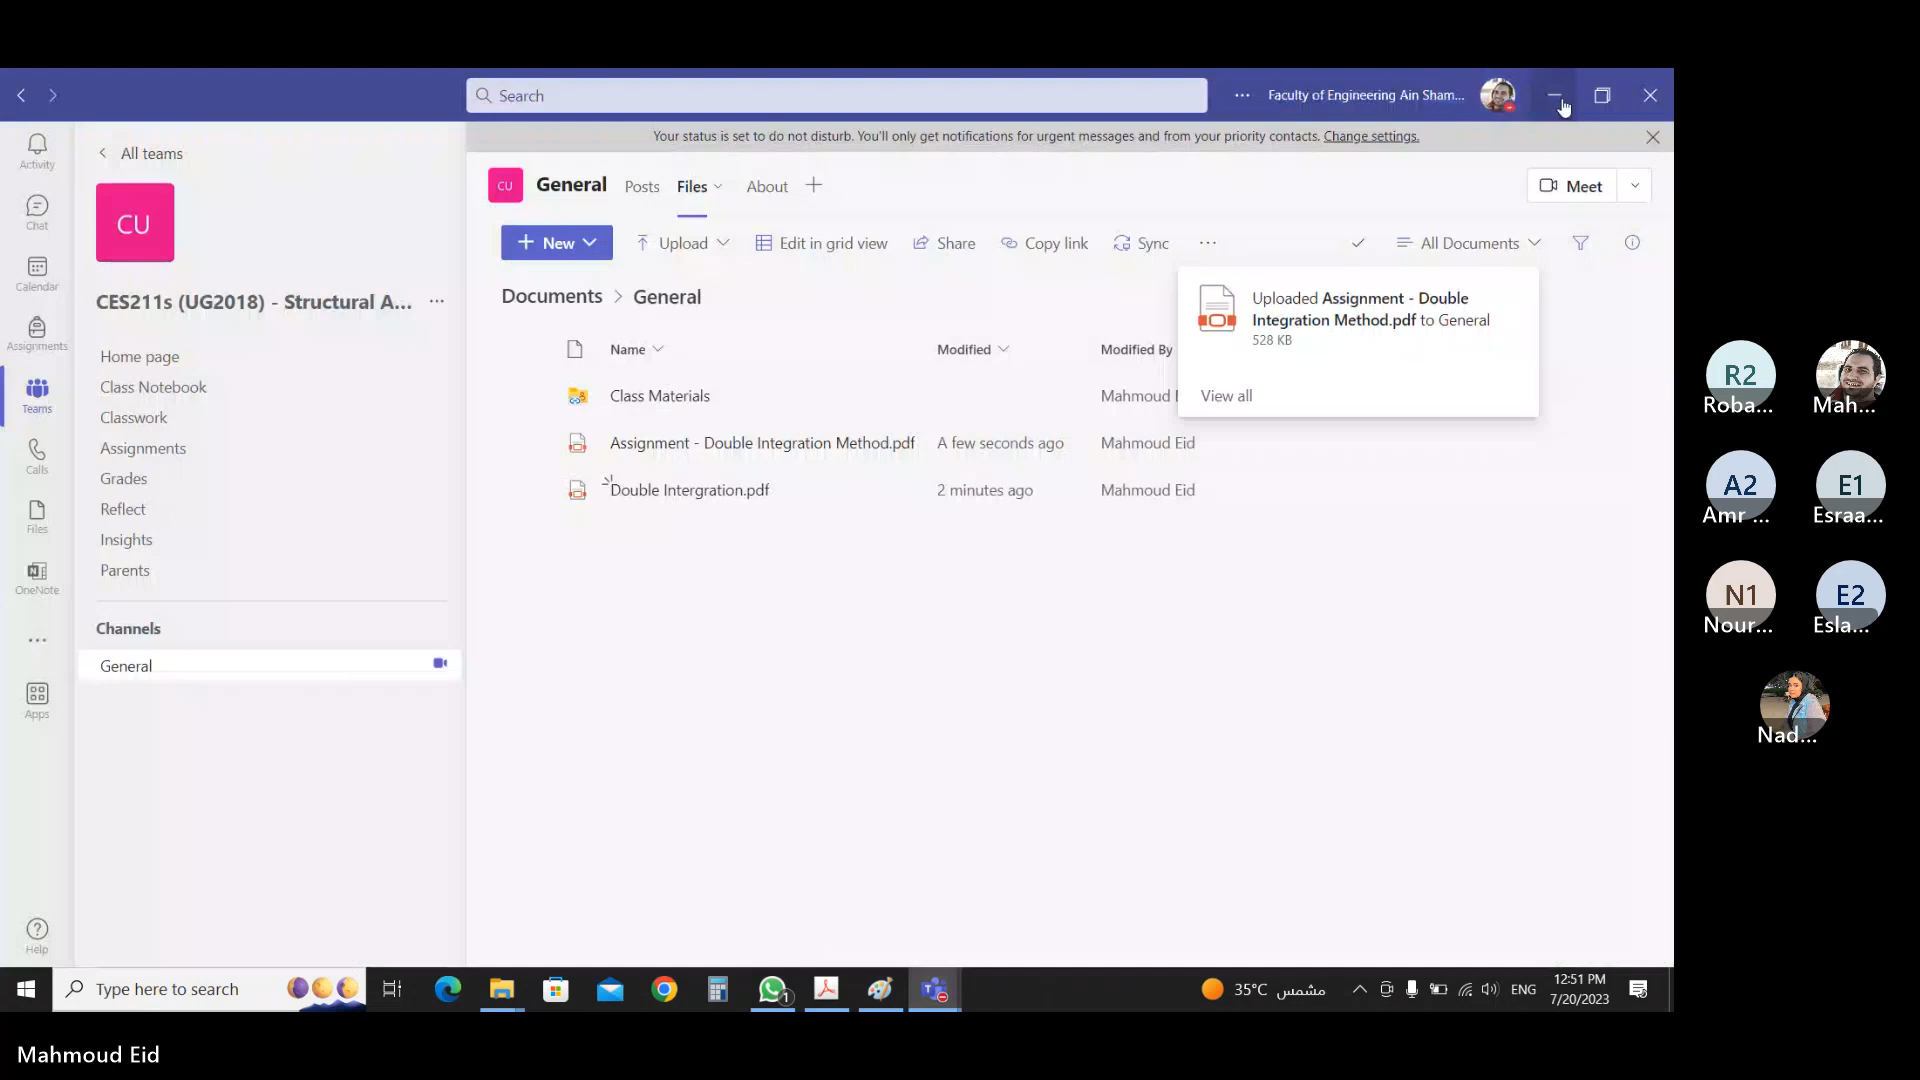 Search
Faculty of Engineering Ain Sham...
Your status is set to do not disturb. You'll only get notifications for urgent messages and from your priority contacts. Change settings.
Activity
Chat
Calendar
Assignments
Teams
Calls
Files
OneNote
Apps
Help
All teams
CU
CES211s (UG2018) - Structural A...
Home page
Class Notebook
Classwork
Assignments
Grades
Reflect
Insights
Parents
Channels
General
CU General Posts Files About
Meet
New Upload Edit in grid view Share Copy link Sync
All Documents
Documents > General
Uploaded Assignment - Double
Integration Method.pdf to General
528 KB
View all
Name Modified Modified By
Class Materials Mahmoud
Assignment - Double Integration Method.pdf A few seconds ago Mahmoud Eid
Double Intergration.pdf 2 minutes ago Mahmoud Eid
R2
Roba...
Mah...
A2
Amr ...
E1
Esraa...
N1
Nour...
E2
Esla...
Nad...
Type here to search
1
35°C مشمس
ENG
12:51 PM
7/20/2023
Mahmoud Eid